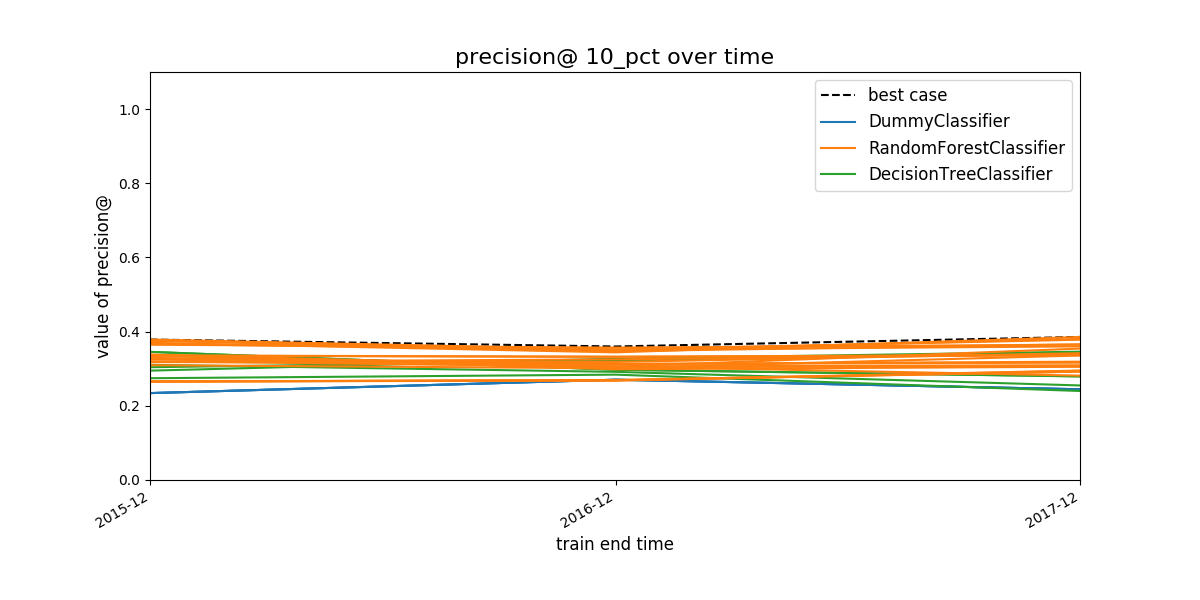 precision@ 10_pct over time
best case
DummyClassifier
RandomForestClassifier
DecisionTreeClassifier
value of precision@
1.0
0.8
0.6
0.4
0.2
0.0
2015-12
2016-12
2017-12
train end time